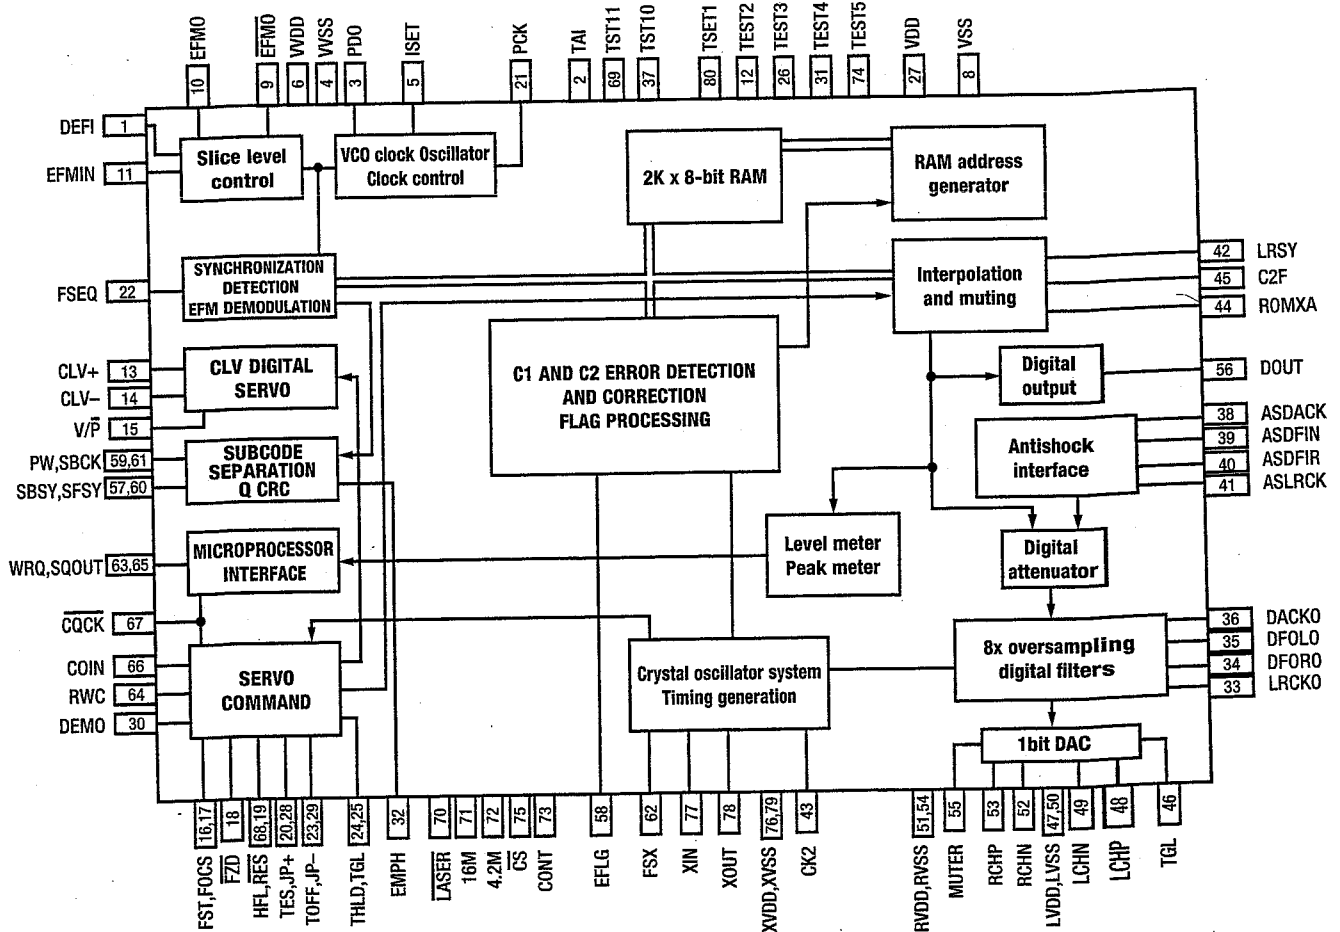 EFMO
EFMO
VVDD
VVSS
PDO
ISET
PCK
TAI
TST11
TST10
TSET1
TEST2
TEST3
TEST4
TEST5
VDD
VSS
10
9
6
4
3
5
21
2
69
37
80
12
26
31
74
27
8
DEFI 1
EFMIN 11
Slice level
control
VCO clock Oscillator
Clock control
2K x 8-bit RAM
RAM address
generator
FSEQ 22
SYNCHRONIZATION
DETECTION
EFM DEMODULATION
Interpolation
and muting
42 LRSY
45 C2F
44 ROMXA
CLV+ 13
CLV− 14
V/P 15
CLV DIGITAL
SERVO
C1 AND C2 ERROR DETECTION
AND CORRECTION
FLAG PROCESSING
Digital
output
56 DOUT
PW,SBCK 59,61
SBSY,SFSY 57,60
SUBCODE
SEPARATION
Q CRC
Antishock
interface
38 ASDACK
39 ASDFIN
40 ASDFIR
41 ASLRCK
WRQ,SQOUT 63,65
MICROPROCESSOR
INTERFACE
Level meter
Peak meter
Digital
attenuator
CQCK 67
COIN 66
RWC 64
DEMO 30
SERVO
COMMAND
Crystal oscillator system
Timing generation
8x oversampling
digital filters
36 DACKO
35 DFOLO
34 DFORO
33 LRCKO
1bit DAC
16,17
18
68,19
20,28
23,29
24,25
32
70
71
72
75
73
58
62
77
78
76,79
43
51,54
55
53
52
47,50
49
48
46
FST,FOCS
FZD
HFL,RES
TES,JP+
TOFF,JP−
THLD,TGL
EMPH
LASER
16M
4.2M
CS
CONT
EFLG
FSX
XIN
XOUT
XVDD,XVSS
CK2
RVDD,RVSS
MUTER
RCHP
RCHN
LVDD,LVSS
LCHN
LCHP
TGL